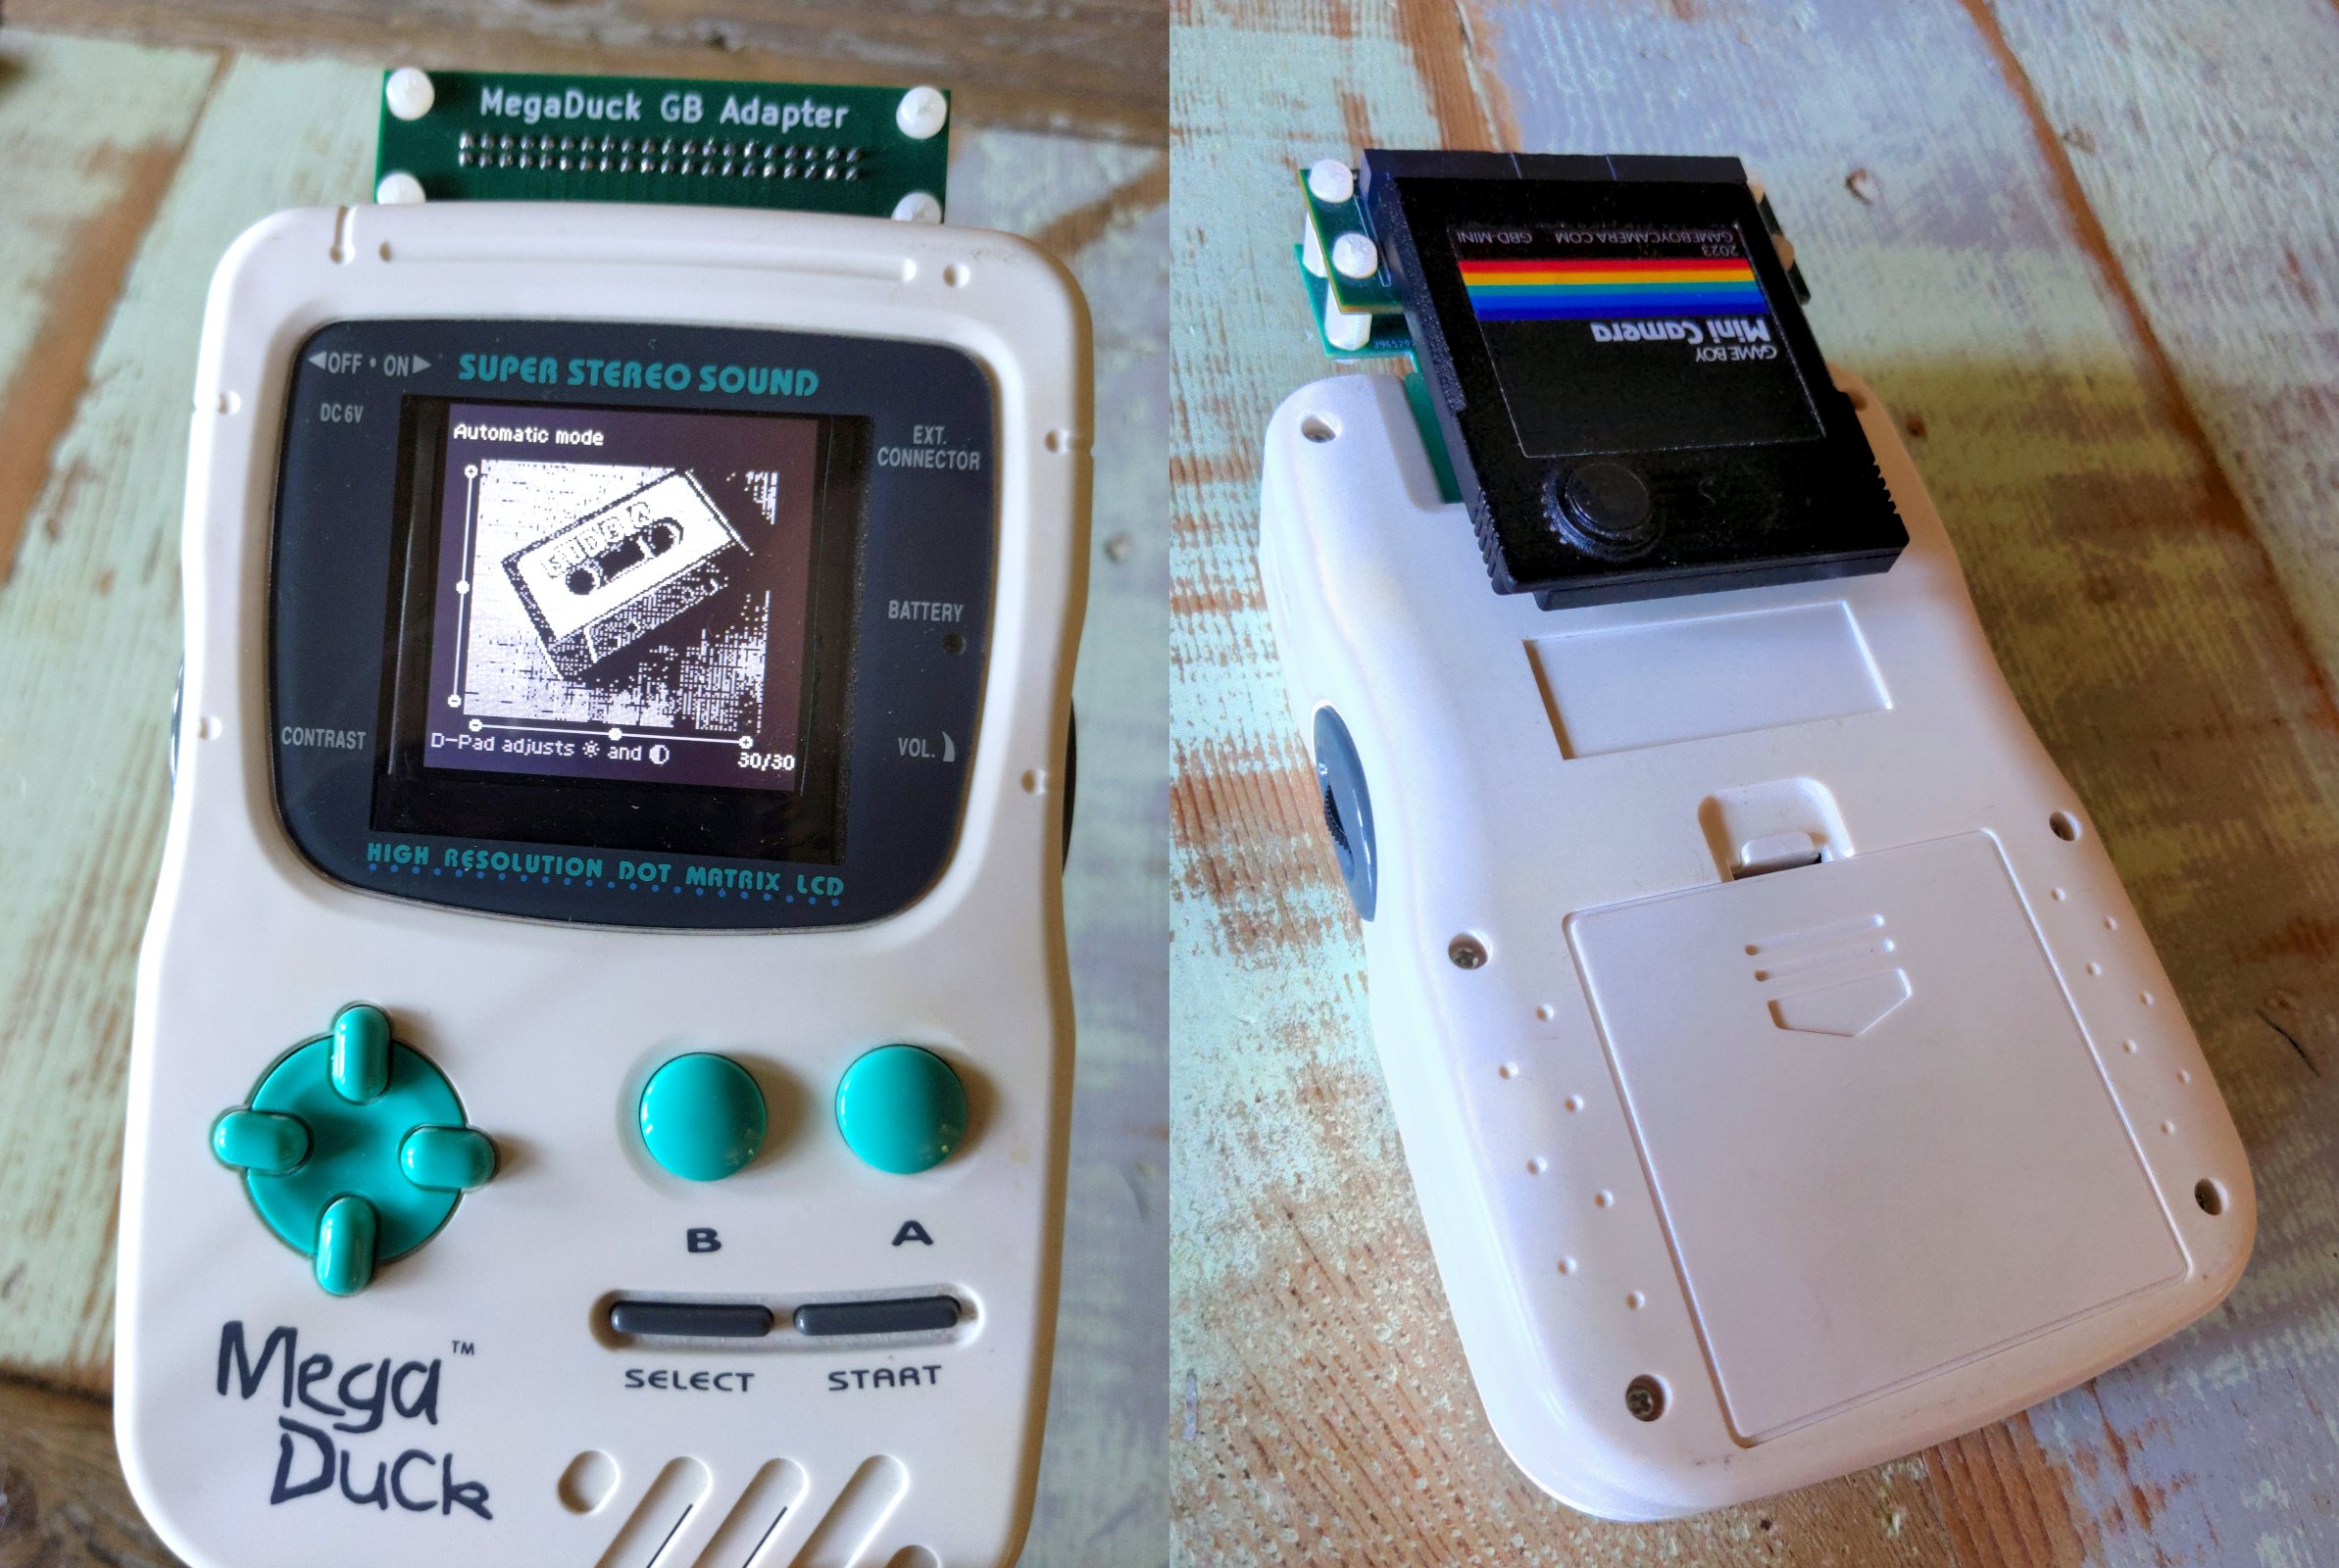 MegaDuck GB Adapter
◀OFF • ON▶
SUPER STEREO SOUND
DC 6V
EXT.
CONNECTOR
Automatic mode
BATTERY
CONTRAST
VOL.
D-Pad adjusts ☀ and ◐
30/30
HIGH RESOLUTION DOT MATRIX LCD
B
A
SELECT
START
Mega™
Duck
GAME BOY
Mini Camera
2023
GAMEBOYCAMERA.COM
GBD-MINI